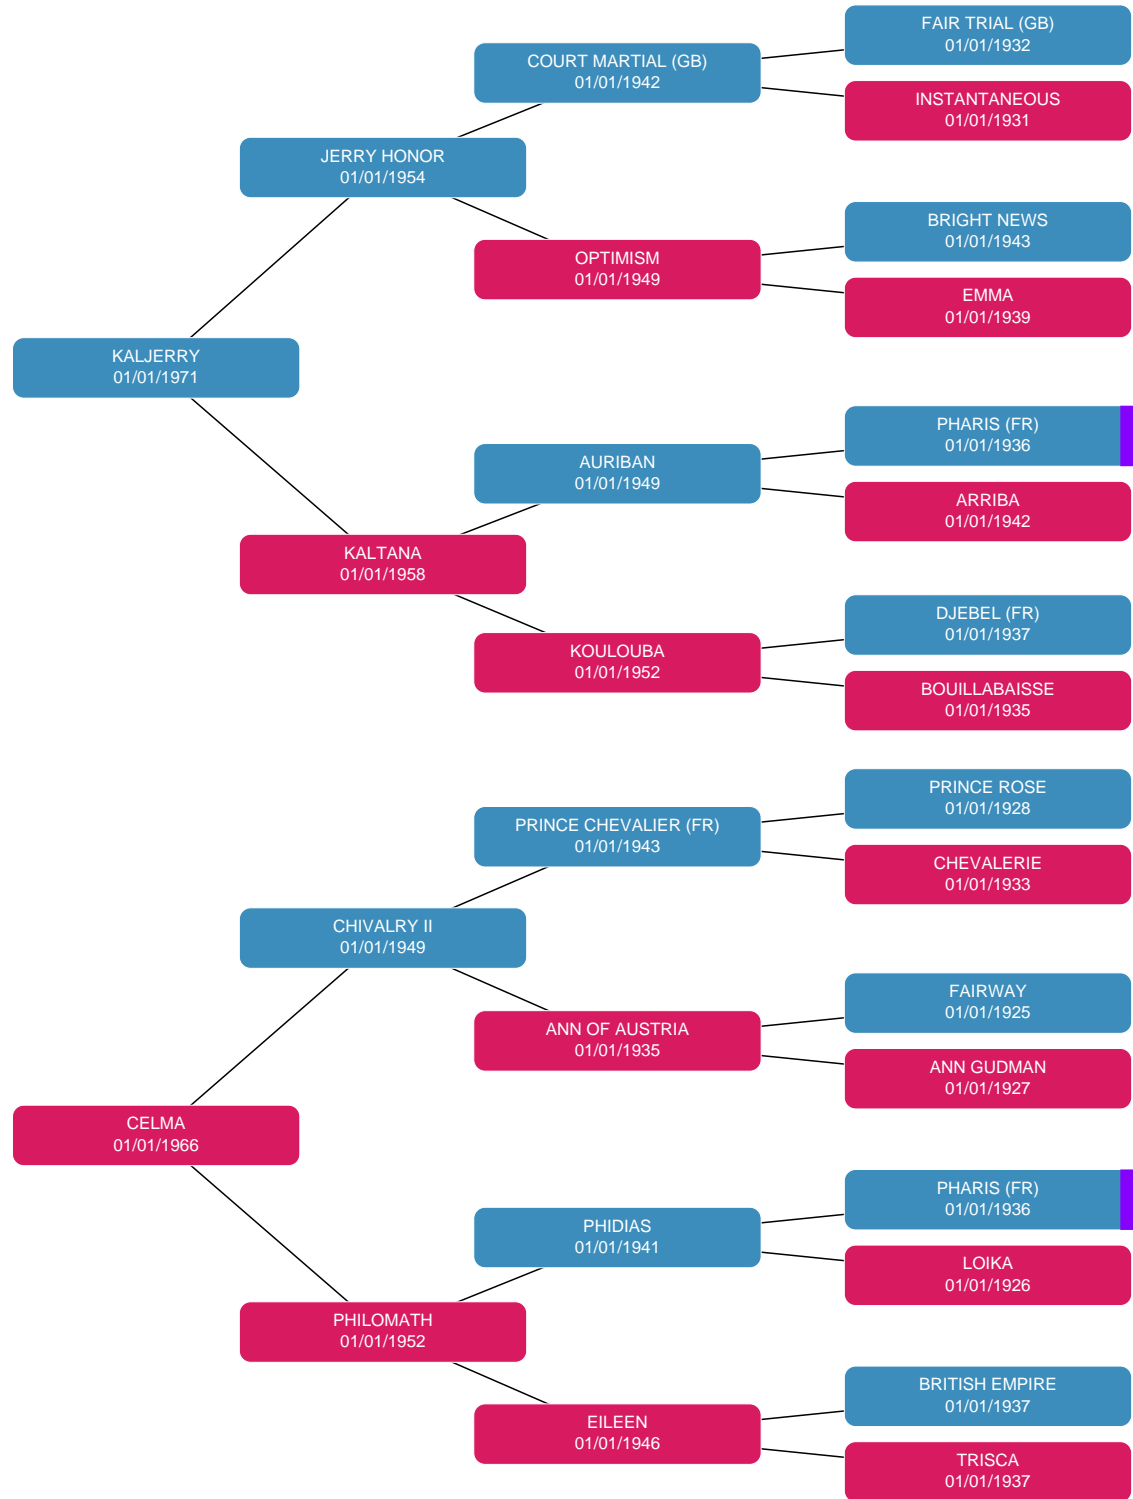 FAIR TRIAL (GB)
01/01/1932
COURT MARTIAL (GB)
01/01/1942
INSTANTANEOUS
01/01/1931
JERRY HONOR
01/01/1954
BRIGHT NEWS
01/01/1943
OPTIMISM
01/01/1949
EMMA
01/01/1939
KALJERRY
01/01/1971
PHARIS (FR)
01/01/1936
AURIBAN
01/01/1949
ARRIBA
01/01/1942
KALTANA
01/01/1958
DJEBEL (FR)
01/01/1937
KOULOUBA
01/01/1952
BOUILLABAISSE
01/01/1935
PRINCE ROSE
01/01/1928
PRINCE CHEVALIER (FR)
01/01/1943
CHEVALERIE
01/01/1933
CHIVALRY II
01/01/1949
FAIRWAY
01/01/1925
ANN OF AUSTRIA
01/01/1935
ANN GUDMAN
01/01/1927
CELMA
01/01/1966
PHARIS (FR)
01/01/1936
PHIDIAS
01/01/1941
LOIKA
01/01/1926
PHILOMATH
01/01/1952
BRITISH EMPIRE
01/01/1937
EILEEN
01/01/1946
TRISCA
01/01/1937